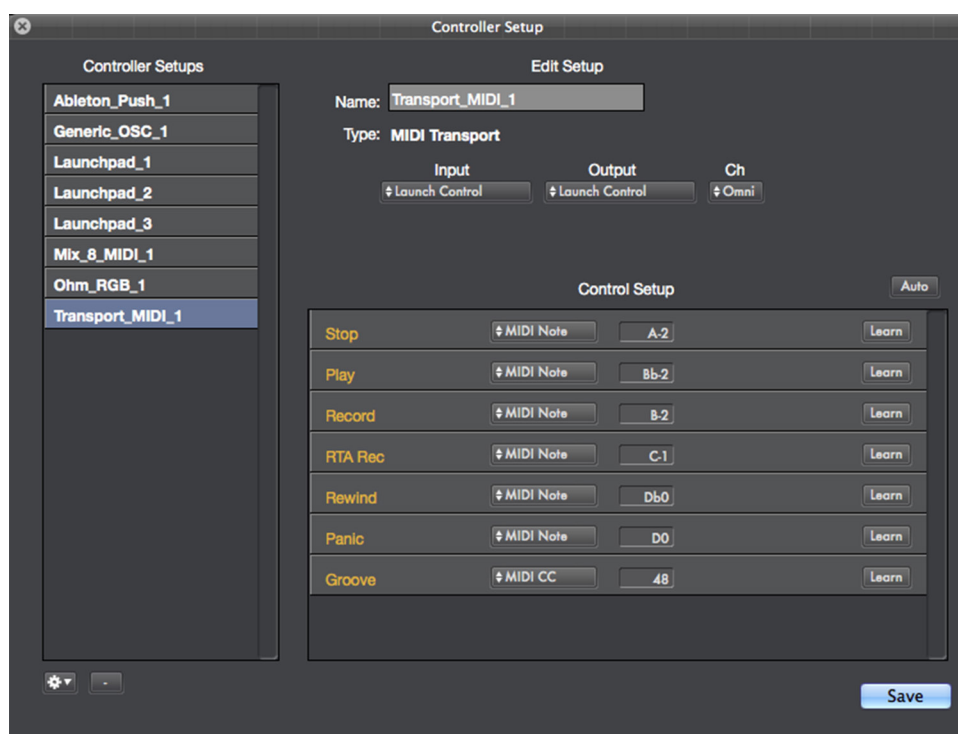 Controller Setup
Controller Setups
Ableton_Push_1
Generic_OSC_1
Launchpad_1
Launchpad_2
Launchpad_3
Mix_8_MIDI_1
Ohm_RGB_1
Transport_MIDI_1
Edit Setup
Name: Transport_MIDI_1
Type: MIDI Transport
Input Output Ch
Launch Control Launch Control Omni
Control Setup Auto
Stop MIDI Note A-2 Learn
Play MIDI Note Bb-2 Learn
Record MIDI Note B-2 Learn
RTA Rec MIDI Note C-1 Learn
Rewind MIDI Note Db0 Learn
Panic MIDI Note D0 Learn
Groove MIDI CC 48 Learn
-
Save